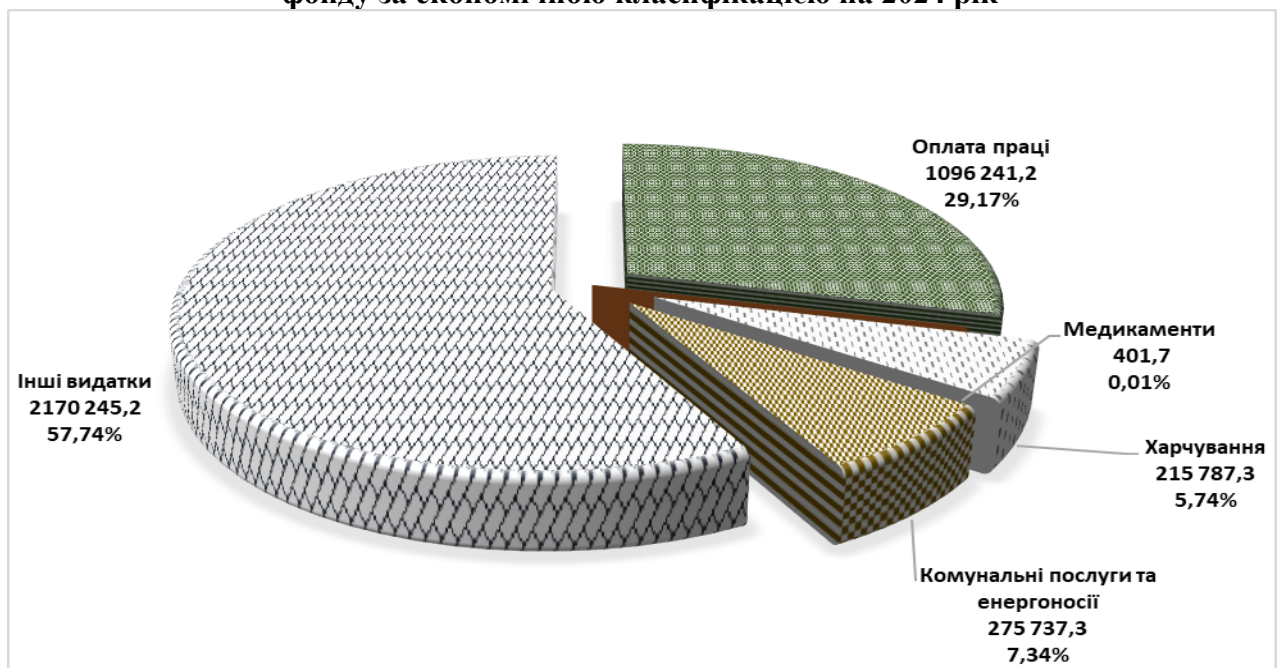 фонду за економічною класифікацією на 2024 рік
Оплата праці
1096 241,2
29,17%
Медикаменти
401,7
0,01%
Інші видатки
2170 245,2
57,74%
Харчування
215 787,3
5,74%
Комунальні послуги та
енергоносії
275 737,3
7,34%